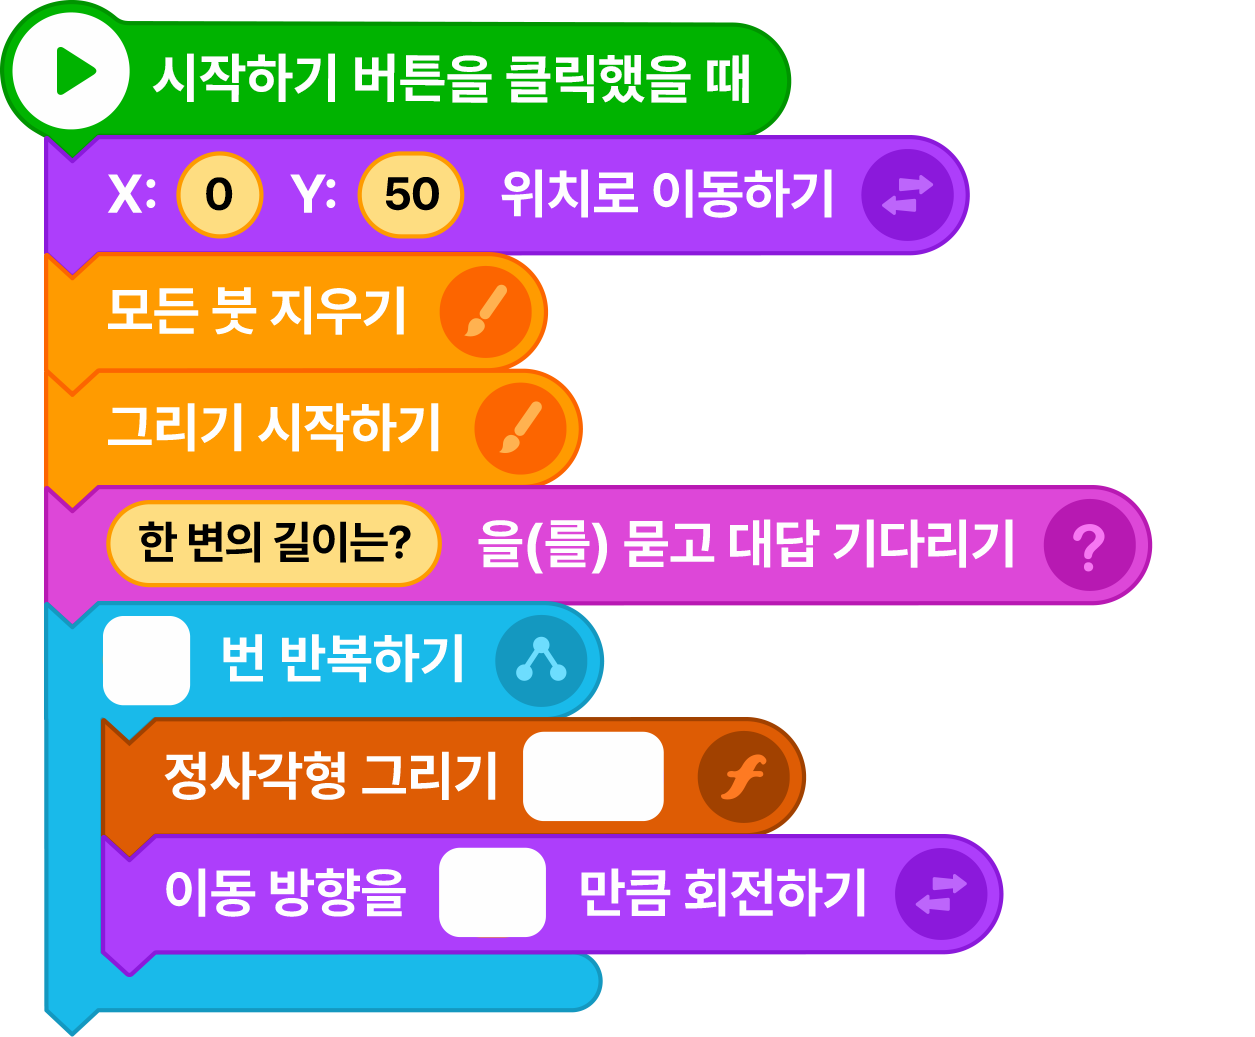 시작하기 버튼을 클릭했을 때
X: 0 Y: 50 위치로 이동하기
모든 붓 지우기
그리기 시작하기
한 변의 길이는? 을(를) 묻고 대답 기다리기
번 반복하기
정사각형 그리기
이동 방향을 만큼 회전하기